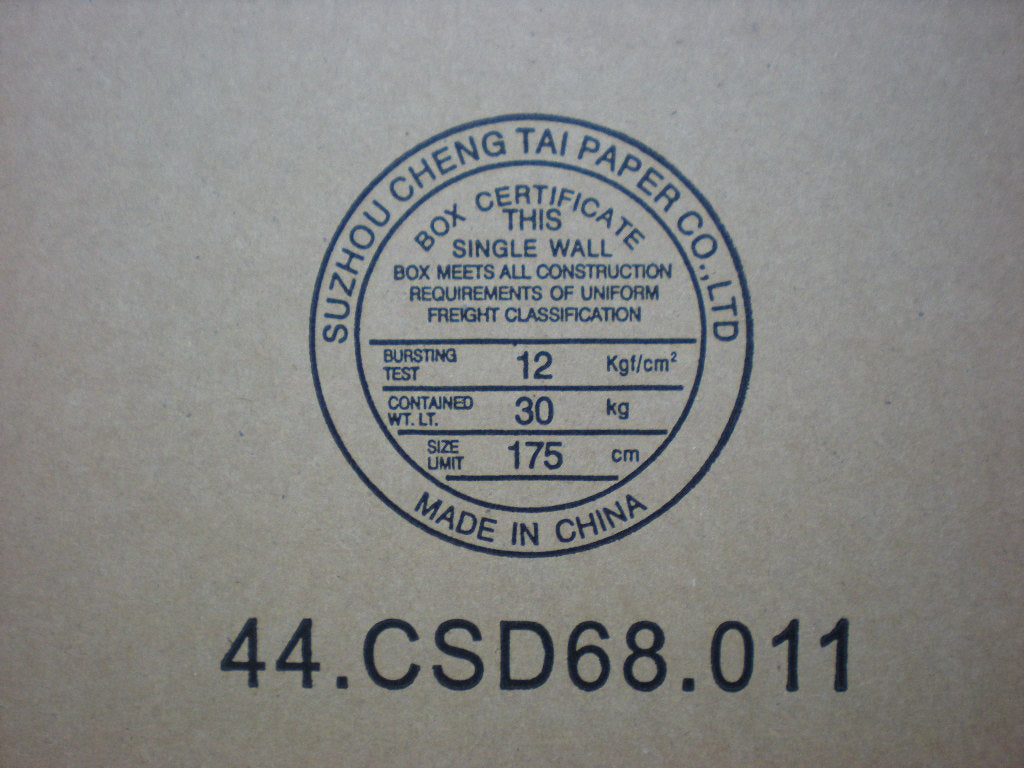 SUZHOU CHENG TAI PAPER CO.,LTD
BOX CERTIFICATE
THIS
SINGLE WALL
BOX MEETS ALL CONSTRUCTION
REQUIREMENTS OF UNIFORM
FREIGHT CLASSIFICATION
BURSTING TEST 12 Kgf/cm²
CONTAINED WT. LT. 30 kg
SIZE LIMIT 175 cm
MADE IN CHINA
44.CSD68.011